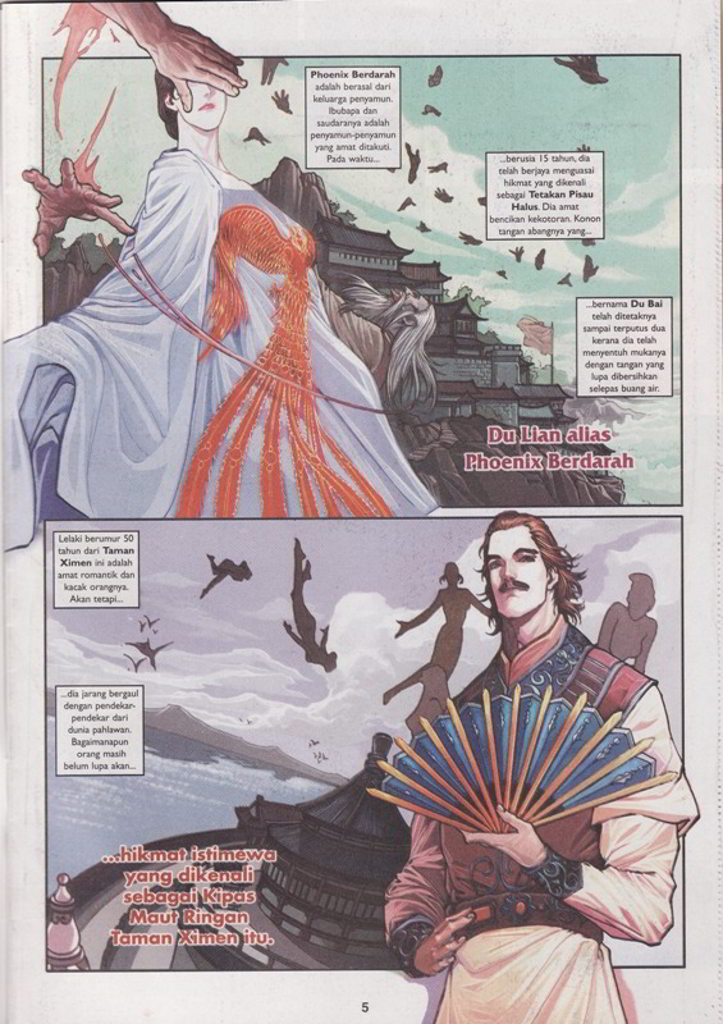 Phoenix Berdarah
adalah berasal dari
keluarga penyamun.
Ibubapa dan
saudaranya adalah
penyamun-penyamun
yang amat ditakuti.
Pada waktu...
...berusia 15 tahun, dia
telah berjaya menguasai
hikmat yang dikenali
sebagai Tetakan Pisau
Halus. Dia amat
bencikan kekotoran. Konon
tangan abangnya yang...
...bernama Du Bai
telah ditetaknya
sampai terputus dua
kerana dia telah
menyentuh mukanya
dengan tangan yang
lupa dibersihkan
selepas buang air.
Du Lian alias
Phoenix Berdarah
Lelaki berumur 50
tahun dari Taman
Ximen ini adalah
amat romantik dan
kacak orangnya.
Akan tetapi...
...dia jarang bergaul
dengan pendekar-
pendekar dari
dunia pahlawan.
Bagaimanapun
orang masih
belum lupa akan...
...hikmat istimewa
yang dikenali
sebagai Kipas
Maut Ringan
Taman Ximen itu.
5